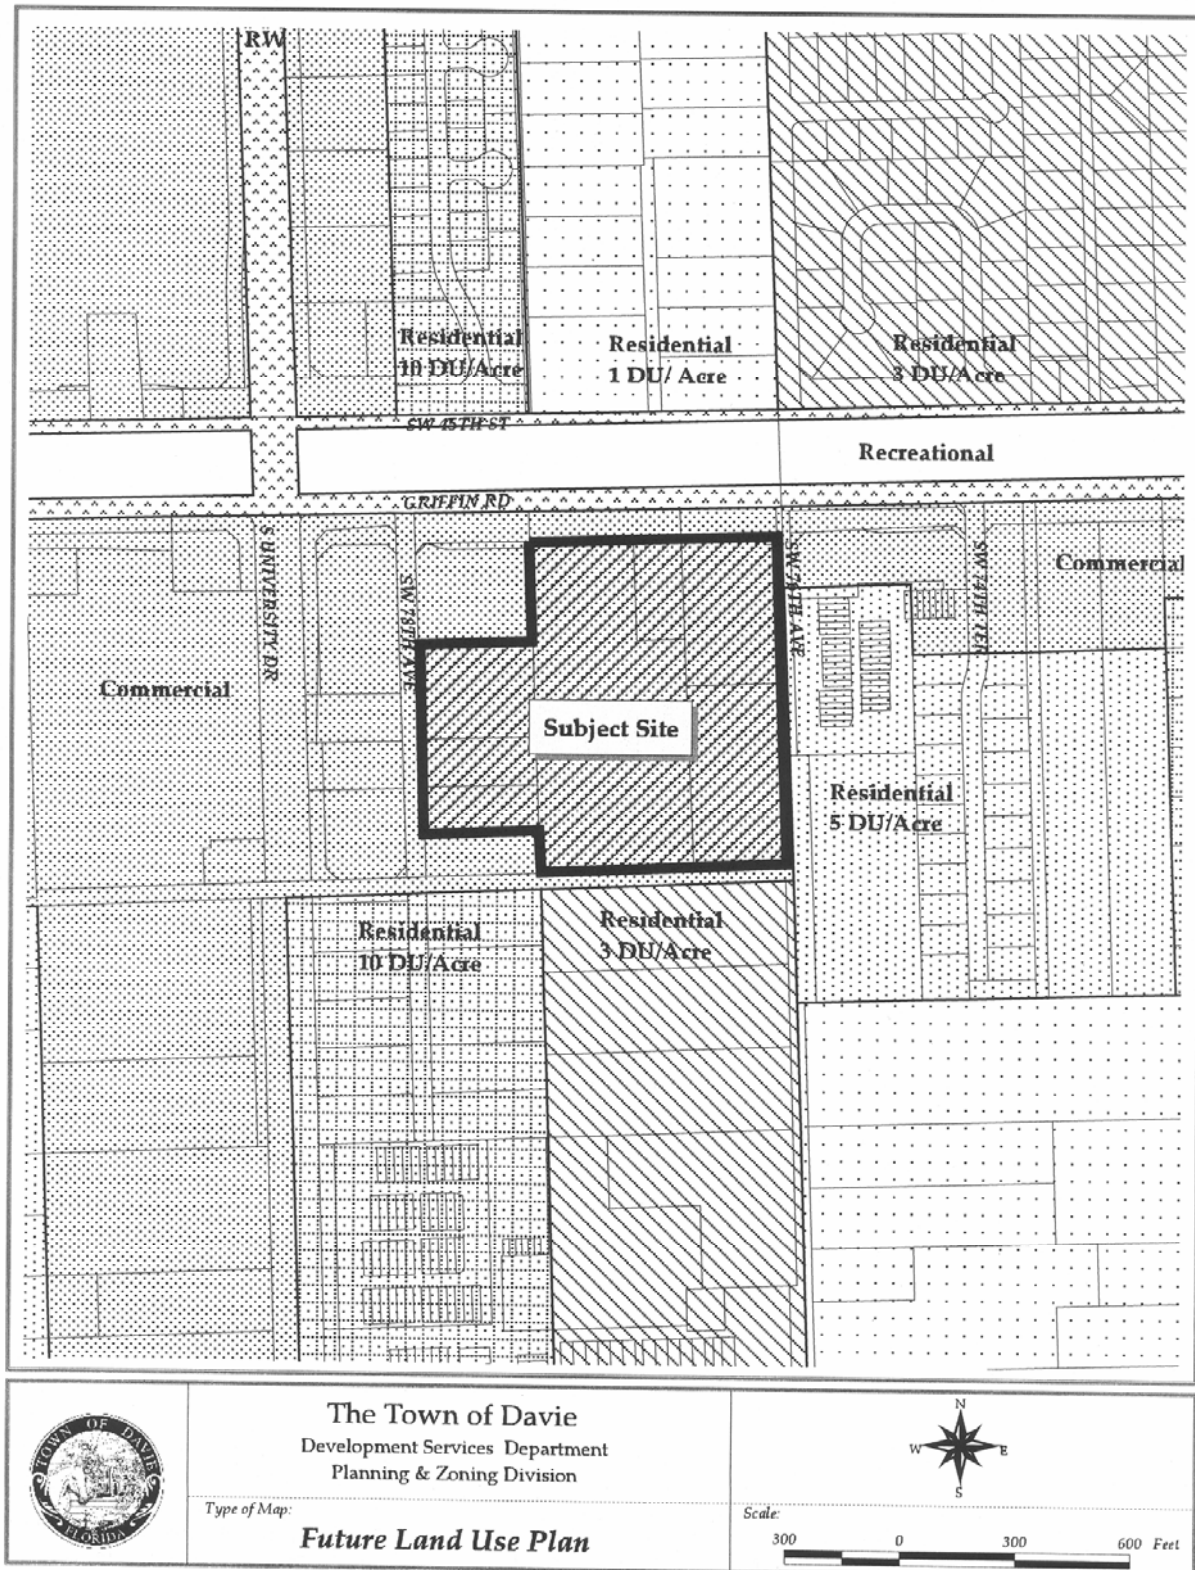 RW
Residential
10 DU/Acre
Residential
1 DU/ Acre
Residential
3 DU/Acre
SW 45TH ST
Recreational
GRIFFIN RD
S UNIVERSITY DR
SW 78TH AVE
SW 76TH AVE
SW 74TH TER
Commercial
Commercial
Subject Site
Residential
5 DU/Acre
Residential
10 DU/Acre
Residential
3 DU/Acre
TOWN OF DAVIE
FLORIDA
The Town of Davie
Development Services Department
Planning & Zoning Division
Type of Map:
Future Land Use Plan
N
W E
S
Scale:
300 0 300 600 Feet